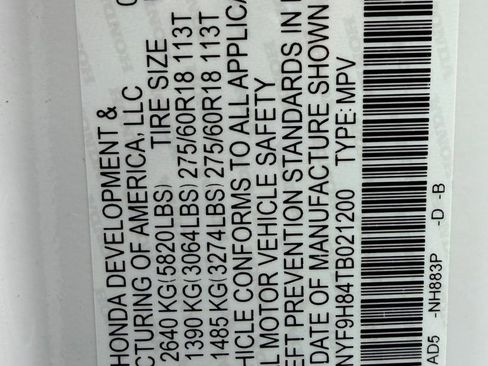 HONDA DEVELOPMENT &
CTURING OF AMERICA, LLC
TIRE SIZE
2640 KG(5820LBS)
1390 KG(3064LBS) 275/60R18 113T
1485 KG(3274LBS) 275/60R18 113T
HICLE CONFORMS TO ALL APPLICA
L MOTOR VEHICLE SAFETY
EFT PREVENTION STANDARDS IN
DATE OF MANUFACTURE SHOWN
NYF9H84TB021200 TYPE: MPV
AD5 -NH883P -D -B